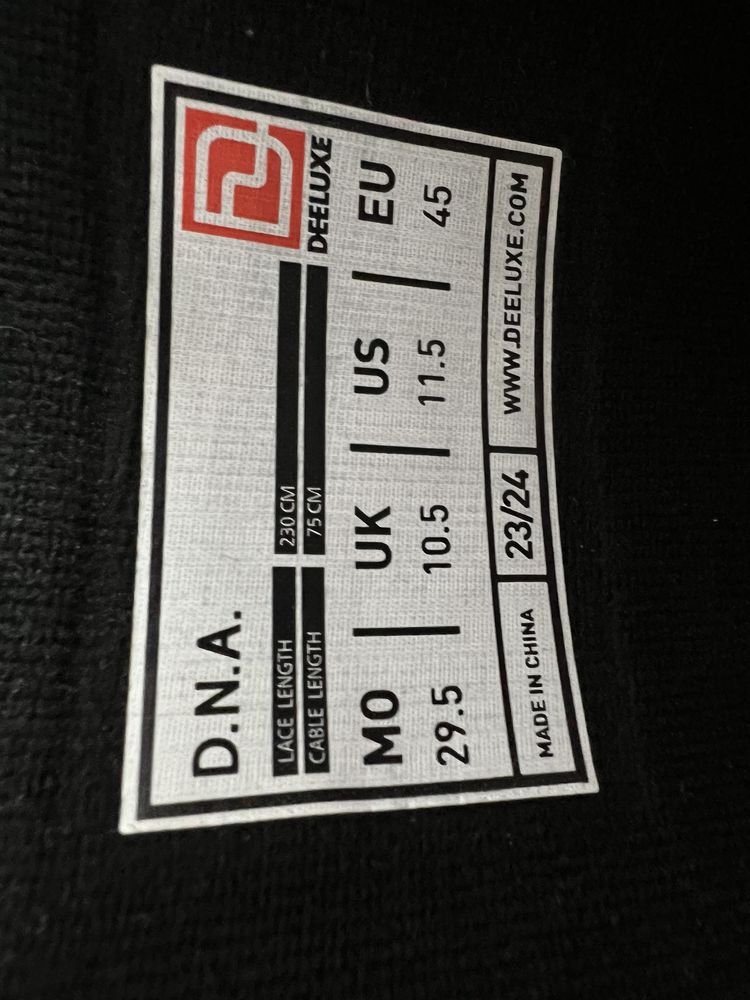 D.N.A.
DEELUXE
LACE LENGTH 230 CM
CABLE LENGTH 75 CM
MO | UK | US | EU
29.5 | 10.5 | 11.5 | 45
MADE IN CHINA 23/24 WWW.DEELUXE.COM